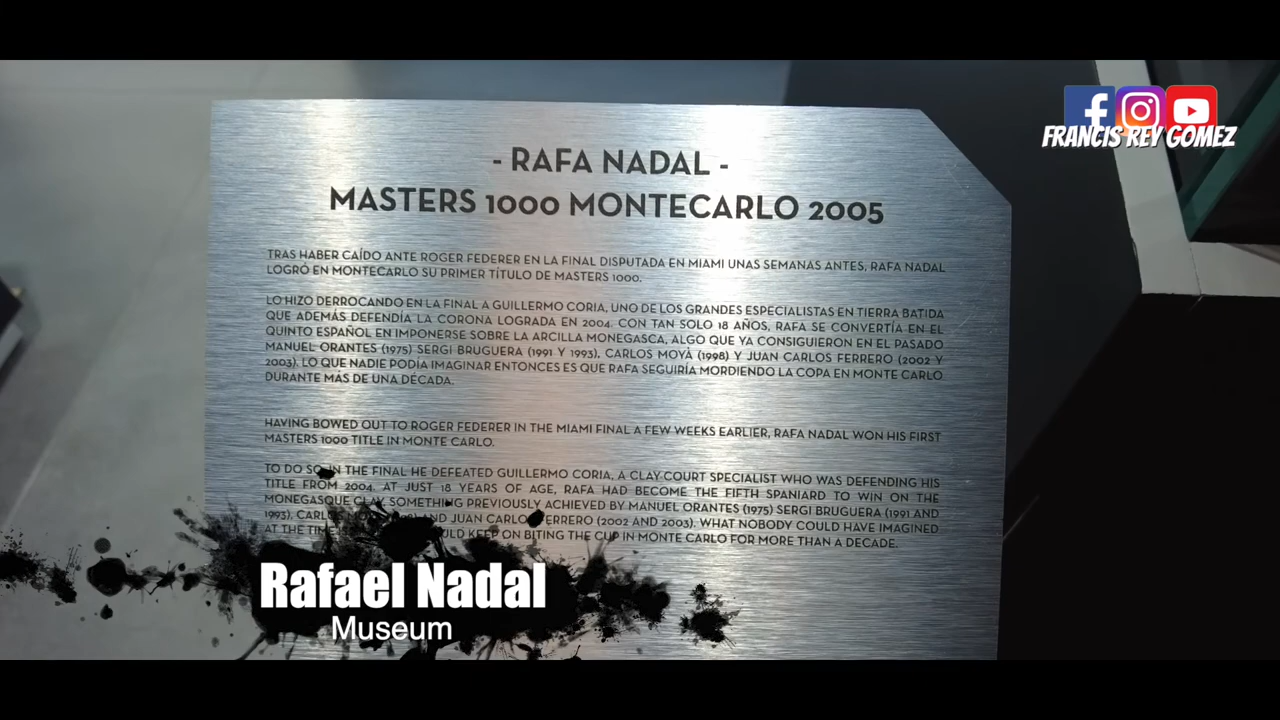 FRANCIS REY GOMEZ
- RAFA NADAL -
MASTERS 1000 MONTECARLO 2005
TRAS HABER CAÍDO ANTE ROGER FEDERER EN LA FINAL DISPUTADA EN MIAMI UNAS SEMANAS ANTES, RAFA NADAL
LOGRÓ EN MONTECARLO SU PRIMER TÍTULO DE MASTERS 1000.
LO HIZO DERROCANDO EN LA FINAL A GUILLERMO CORIA, UNO DE LOS GRANDES ESPECIALISTAS EN TIERRA BATIDA
QUE ADEMÁS DEFENDÍA LA CORONA LOGRADA EN 2004. CON TAN SOLO 18 AÑOS, RAFA SE CONVERTÍA EN EL
QUINTO ESPAÑOL EN IMPONERSE SOBRE LA ARCILLA MONEGASCA, ALGO QUE YA CONSIGUIERON EN EL PASADO
MANUEL ORANTES (1975) SERGI BRUGUERA (1991 Y 1993), CARLOS MOYÀ (1998) Y JUAN CARLOS FERRERO (2002 Y
2003). LO QUE NADIE PODÍA IMAGINAR ENTONCES ES QUE RAFA SEGUIRÍA MORDIENDO LA COPA EN MONTE CARLO
DURANTE MÁS DE UNA DÉCADA.
HAVING BOWED OUT TO ROGER FEDERER IN THE MIAMI FINAL A FEW WEEKS EARLIER, RAFA NADAL WON HIS FIRST
MASTERS 1000 TITLE IN MONTE CARLO.
TO DO SO, IN THE FINAL HE DEFEATED GUILLERMO CORIA, A CLAY-COURT SPECIALIST WHO WAS DEFENDING HIS
TITLE FROM 2004. AT JUST 18 YEARS OF AGE, RAFA HAD BECOME THE FIFTH SPANIARD TO WIN ON THE
MONEGASQUE CLAY, SOMETHING PREVIOUSLY ACHIEVED BY MANUEL ORANTES (1975) SERGI BRUGUERA (1991 AND
1993), AND JUAN FERRERO (2002 AND 2003). WHAT NOBODY COULD HAVE IMAGINED
AT THE KEEP ON BITING THE CUP IN MONTE CARLO FOR MORE THAN A DECADE.
Rafael Nadal
Museum